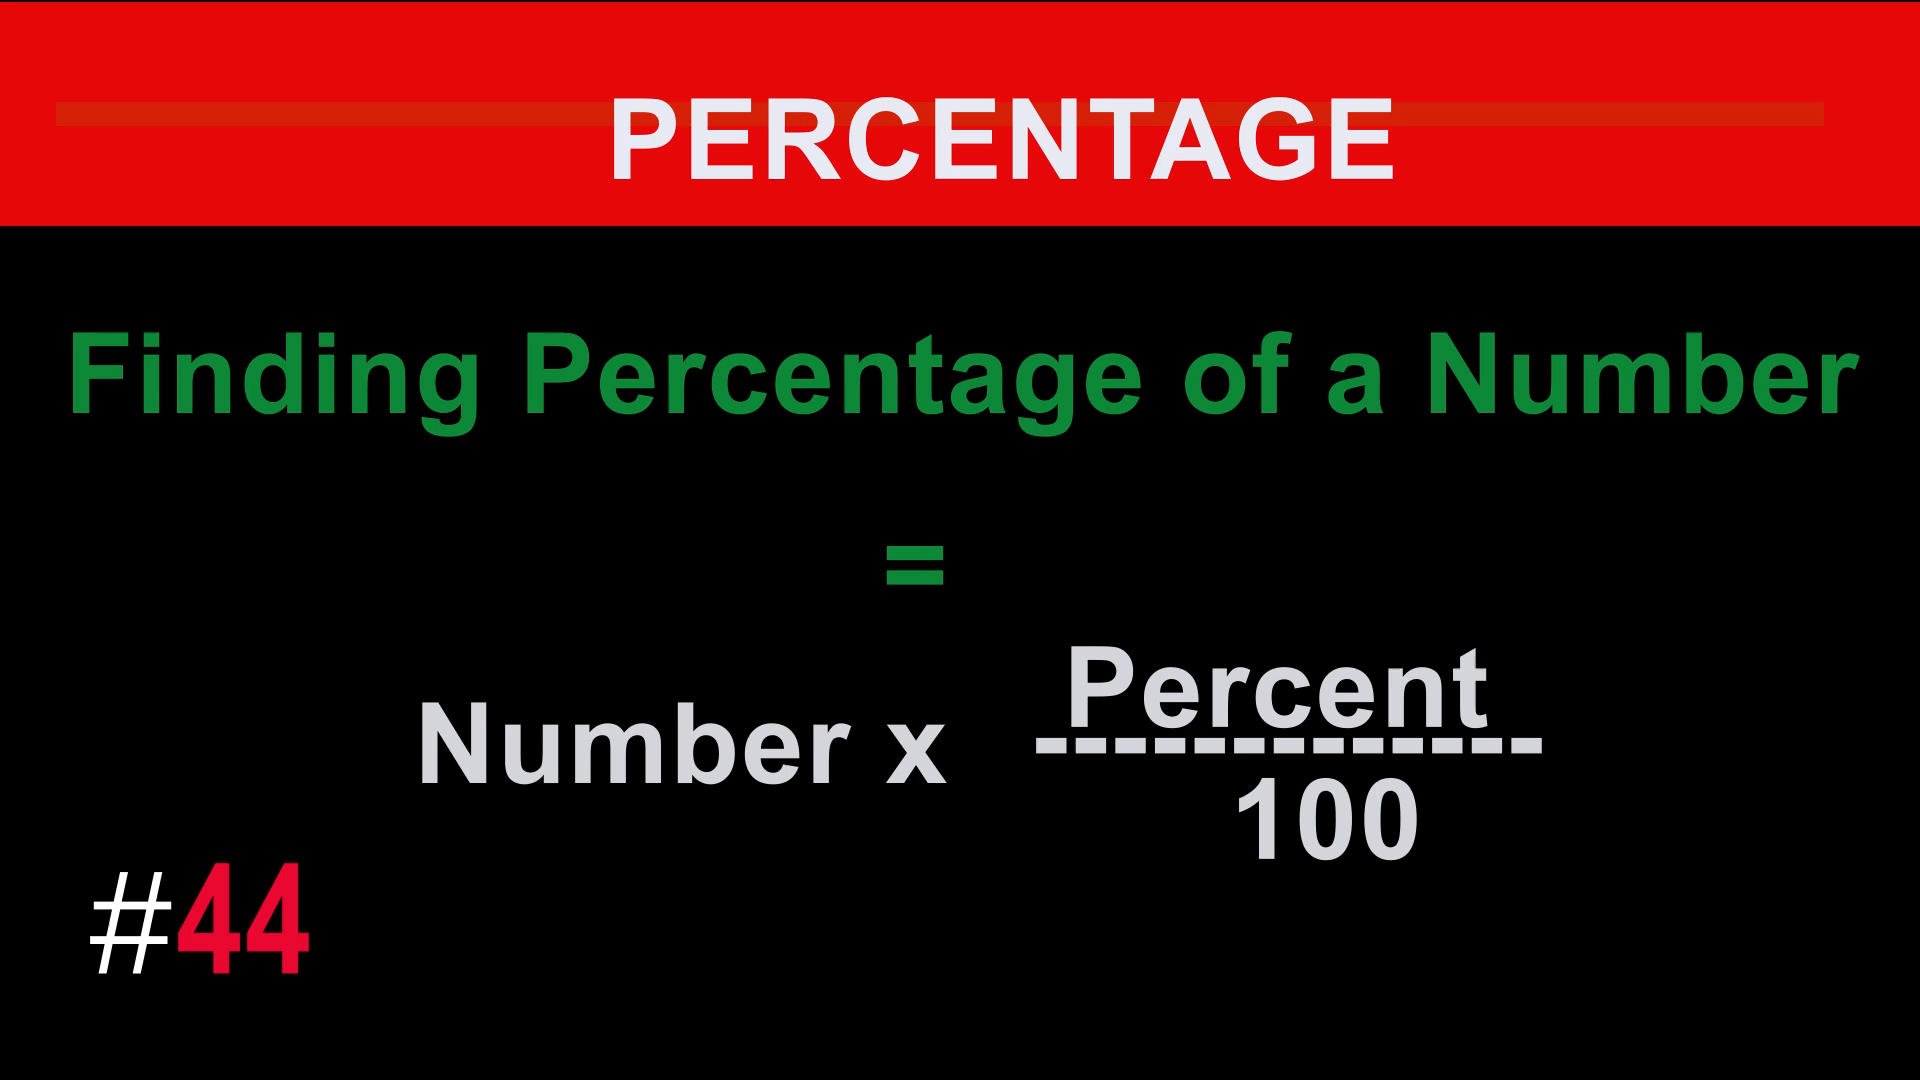 PERCENTAGE
Finding Percentage of a Number
=
Number x Percent
-------------
100
#44